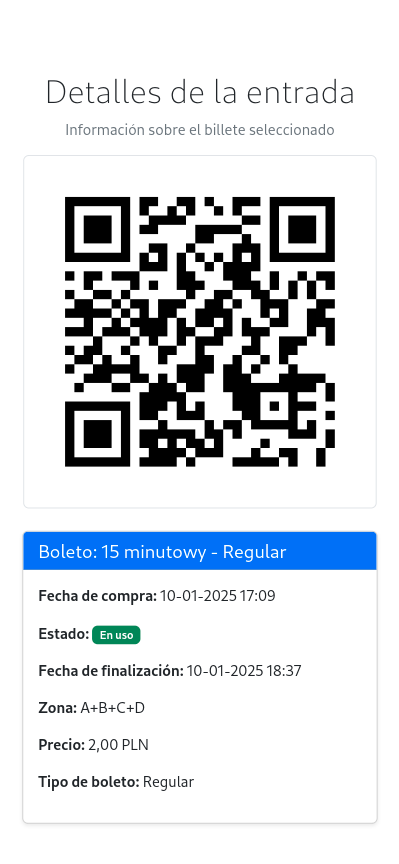 Detalles de la entrada
Información sobre el billete seleccionado
Boleto: 15 minutowy - Regular
Fecha de compra: 10-01-2025 17:09
Estado: En uso
Fecha de finalización: 10-01-2025 18:37
Zona: A+B+C+D
Precio: 2,00 PLN
Tipo de boleto: Regular